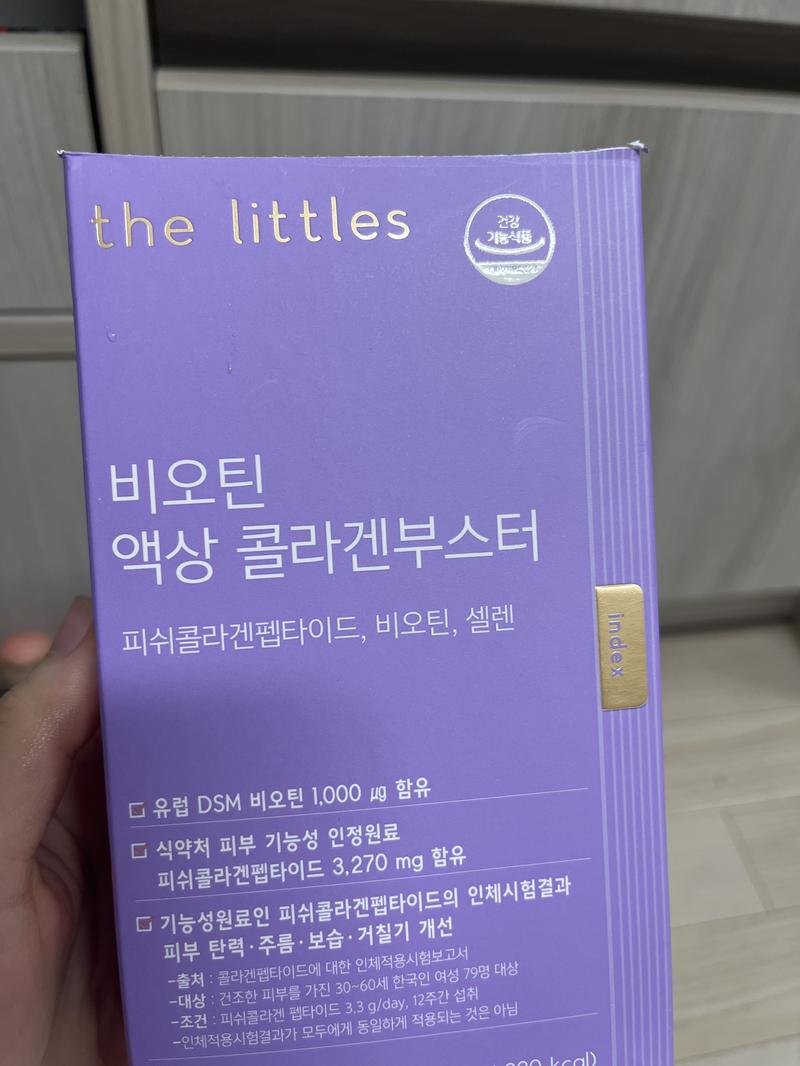 the littles
건강
기능식품
비오틴
액상 콜라겐부스터
피쉬콜라겐펩타이드, 비오틴, 셀렌
index
유럽 DSM 비오틴 1,000 ㎍ 함유
식약처 피부 기능성 인정원료
피쉬콜라겐펩타이드 3,270 mg 함유
기능성원료인 피쉬콜라겐펩타이드의 인체시험결과
피부 탄력·주름·보습·거칠기 개선
-출처 : 콜라겐펩타이드에 대한 인체적용시험보고서
-대상 : 건조한 피부를 가진 30~60세 한국인 여성 79명 대상
-조건 : 피쉬콜라겐 펩타이드 3.3 g/day, 12주간 섭취
-인체적용시험결과가 모두에게 동일하게 적용되는 것은 아님
kcal)